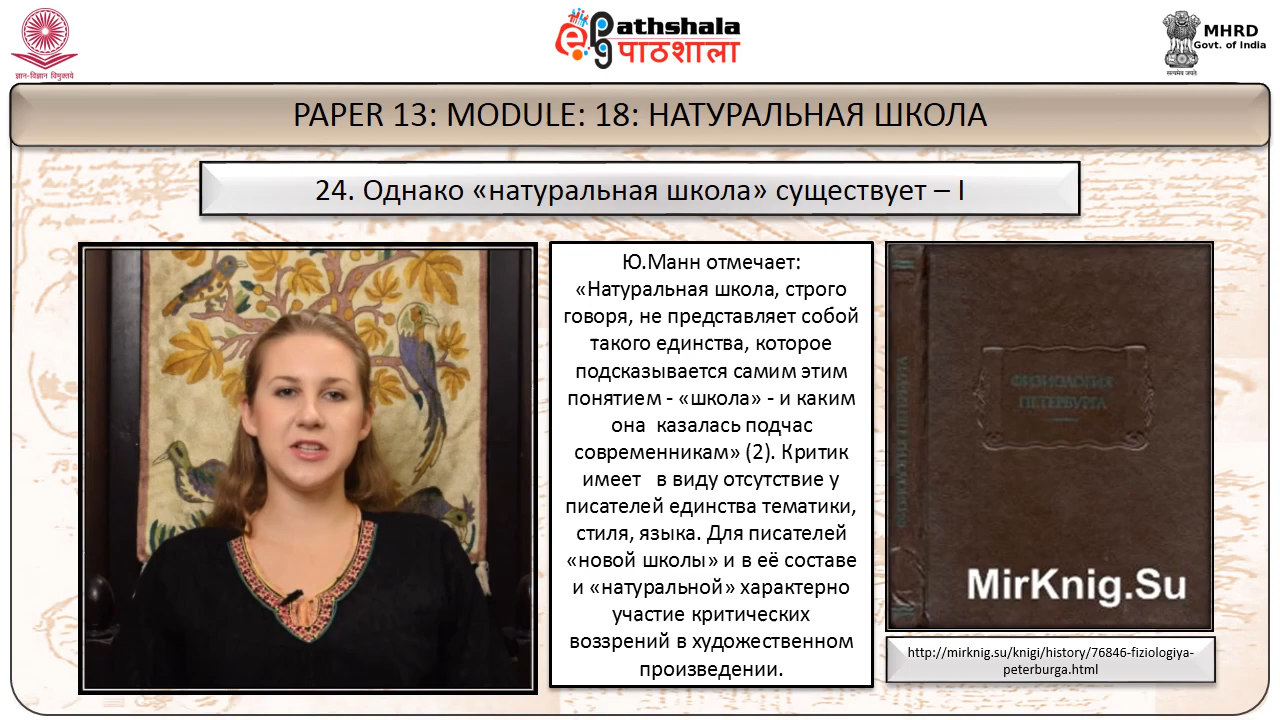 ज्ञान-विज्ञान विमुक्तये
ePg
athshala
पाठशाला
MHRD
Govt. of India
सत्यमेव जयते
PAPER 13: MODULE: 18: НАТУРАЛЬНАЯ ШКОЛА
24. Однако «натуральная школа» существует – I
Ю.Манн отмечает:
«Натуральная школа, строго
говоря, не представляет собой
такого единства, которое
подсказывается самим этим
понятием - «школа» - и каким
она казалась подчас
современникам» (2). Критик
имеет в виду отсутствие у
писателей единства тематики,
стиля, языка. Для писателей
«новой школы» и в её составе
и «натуральной» характерно
участие критических
воззрений в художественном
произведении.
ФИЗИОЛОГИЯ ПЕТЕРБУРГА
ФИЗИОЛОГИЯ
ПЕТЕРБУРГА
MirKnig.Su
http://mirknig.su/knigi/history/76846-fiziologiya-
peterburga.html